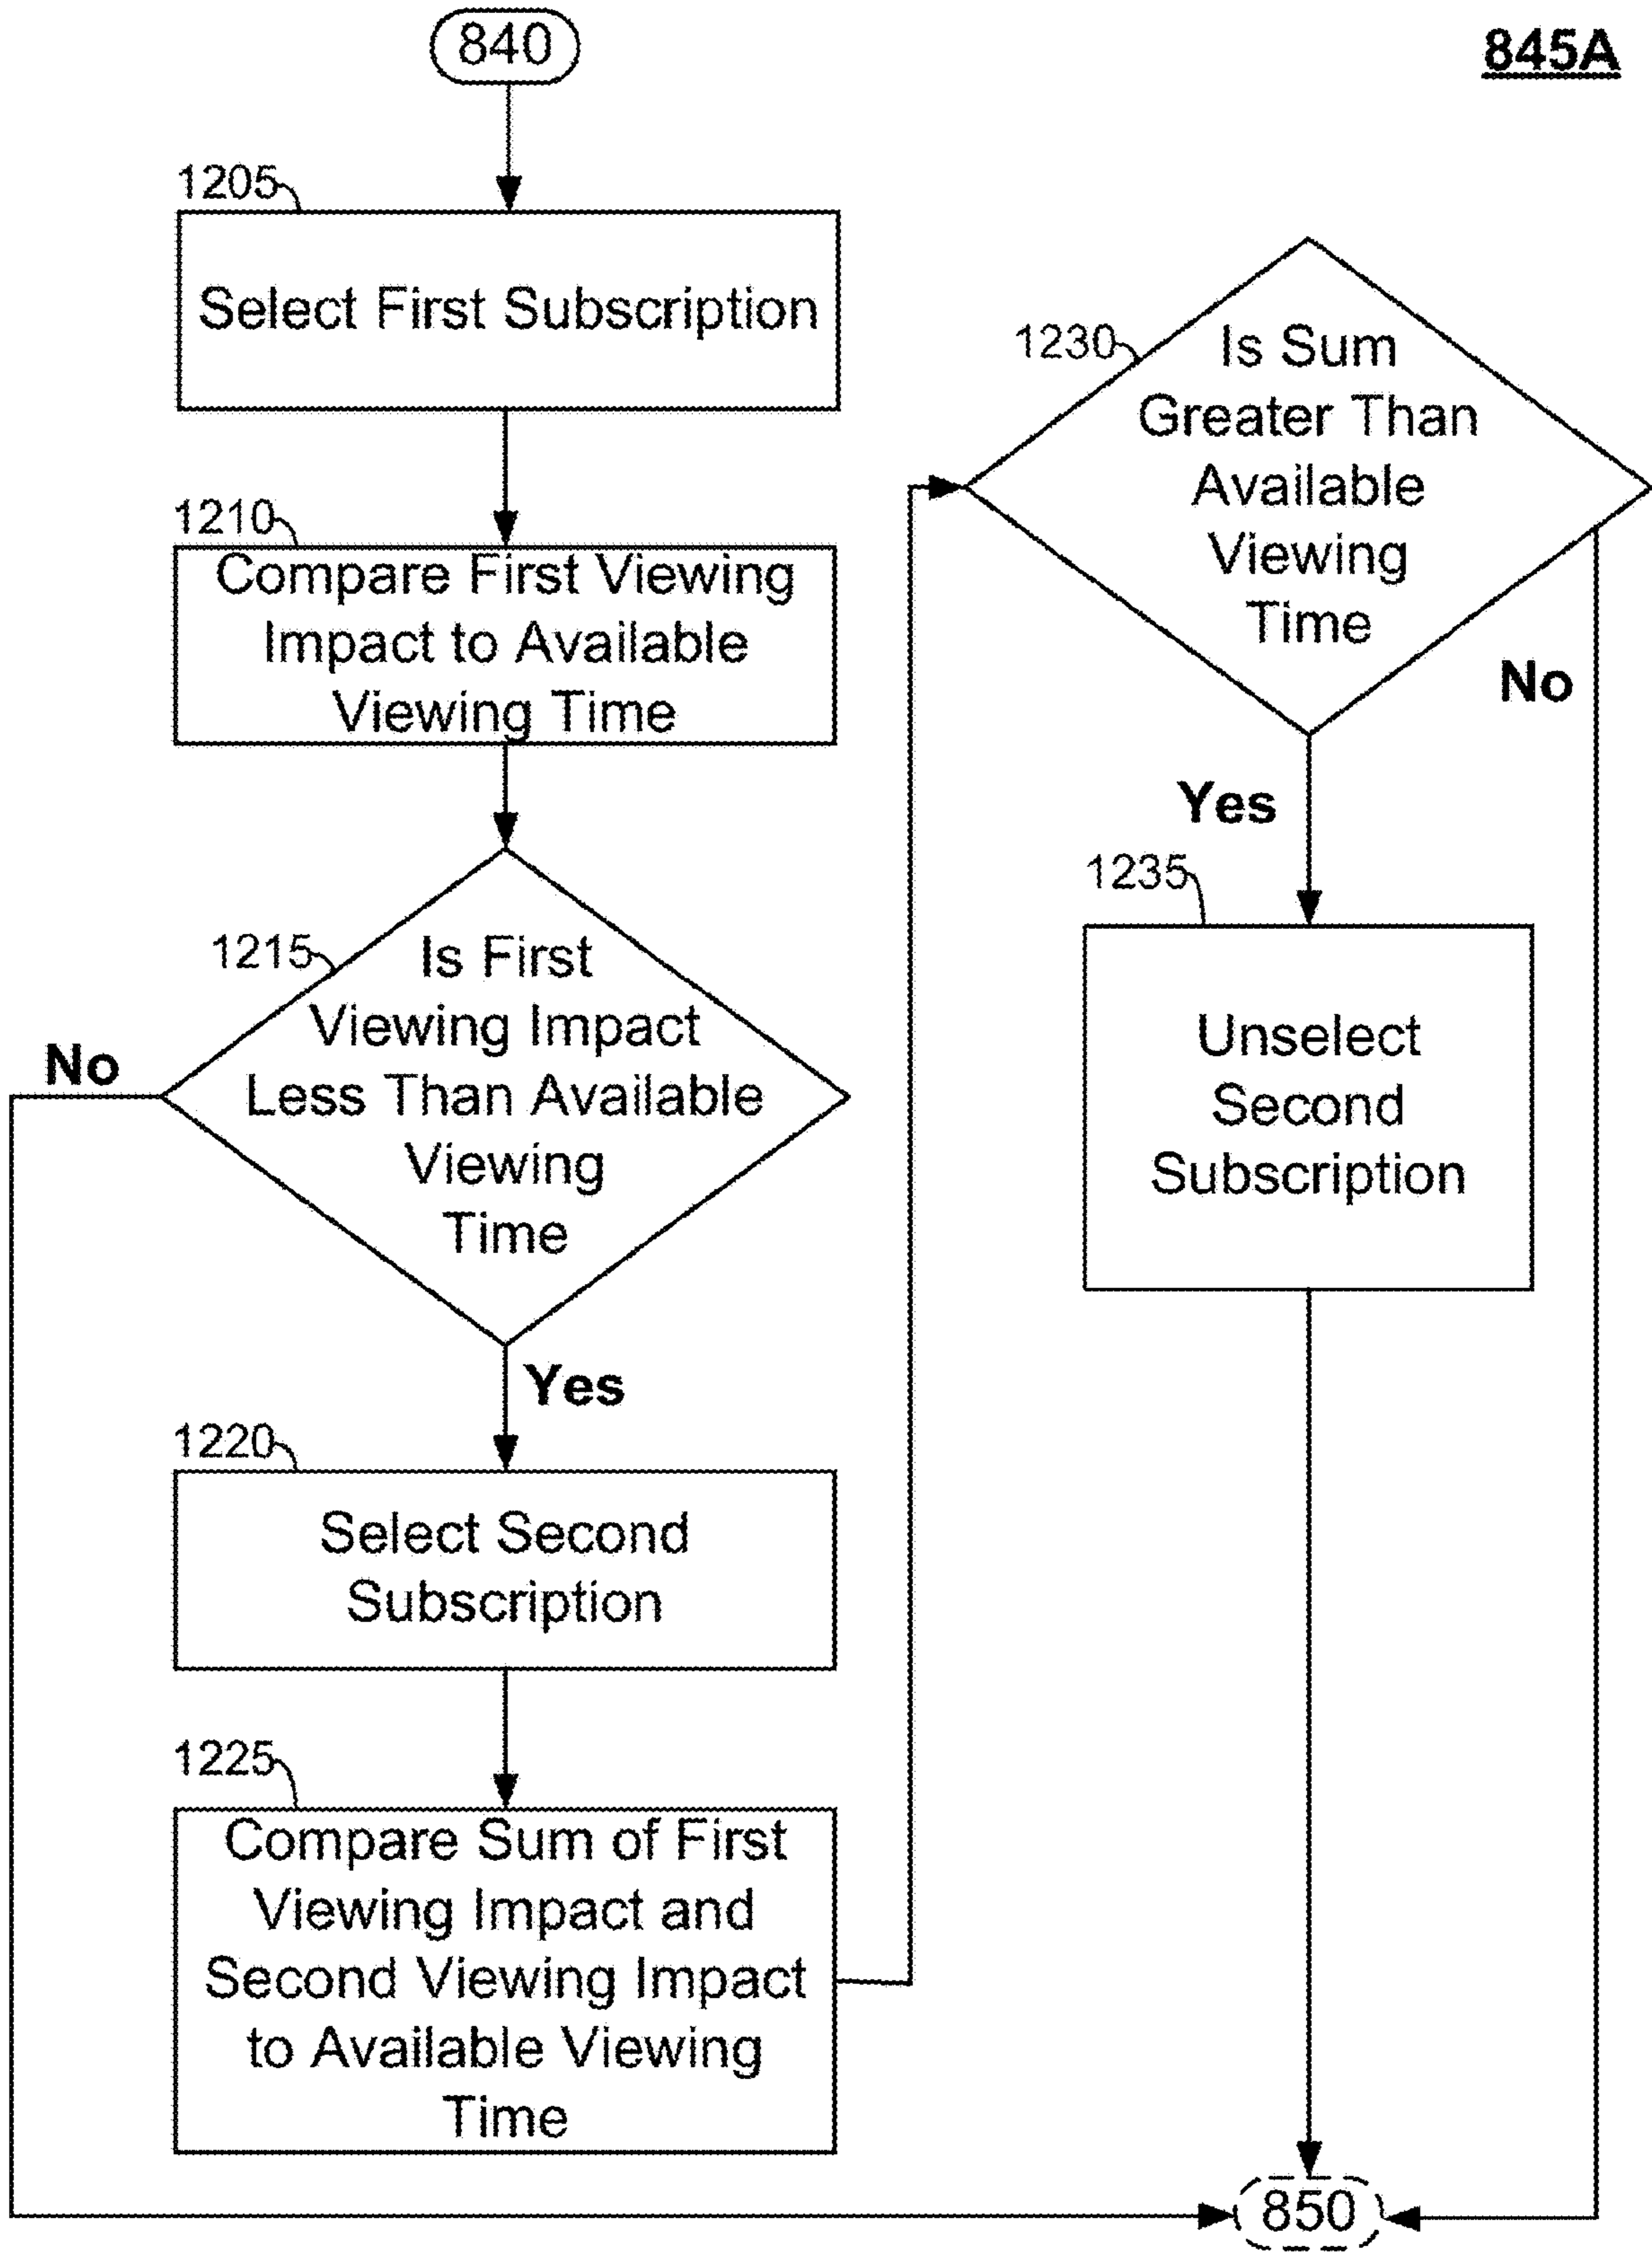 840
845A
1205
Select First Subscription
1210
Compare First Viewing
Impact to Available
Viewing Time
1215
Is First
Viewing Impact
Less Than Available
Viewing
Time
No
Yes
1220
Select Second
Subscription
1225
Compare Sum of First
Viewing Impact and
Second Viewing Impact
to Available Viewing
Time
1230
Is Sum
Greater Than
Available
Viewing
Time
No
Yes
1235
Unselect
Second
Subscription
850